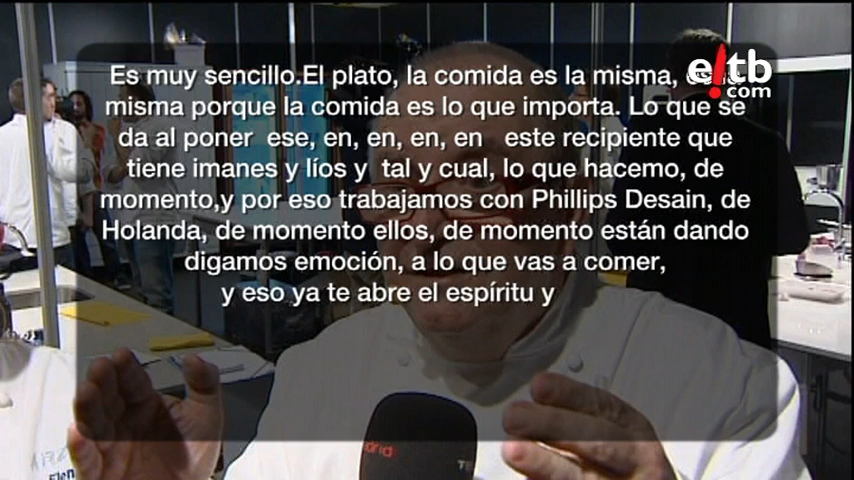 eitb
.com
Es muy sencillo.El plato, la comida es la misma,
misma porque la comida es lo que importa. Lo que se
da al poner ese, en, en, en, en este recipiente que
tiene imanes y líos y tal y cual, lo que hacemo, de
momento,y por eso trabajamos con Phillips Desain, de
Holanda, de momento ellos, de momento están dando
digamos emoción, a lo que vas a comer,
y eso ya te abre el espíritu y
Elen